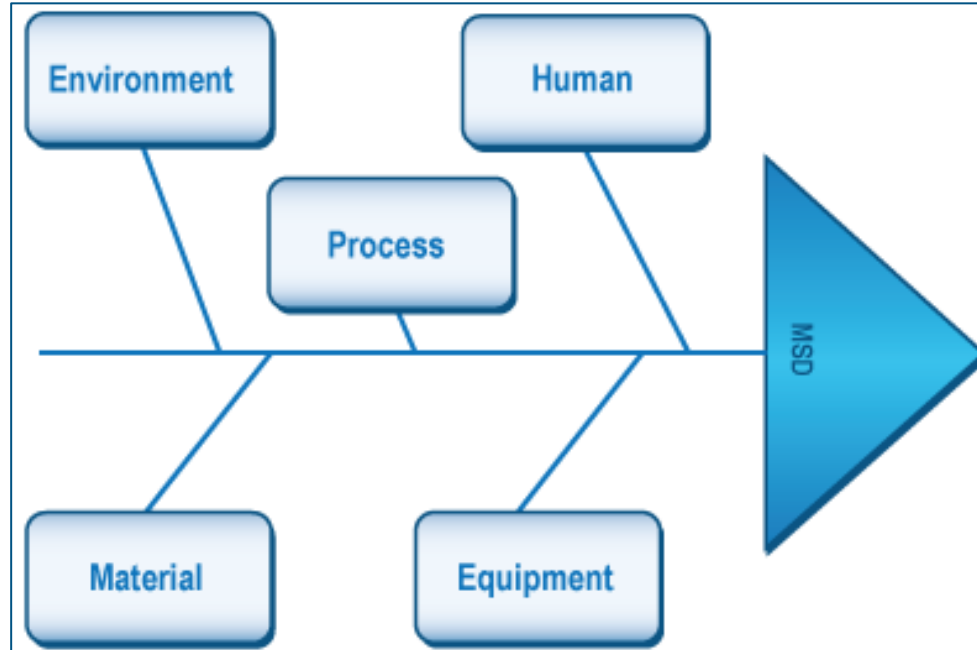 Environment
Human
Process
MSD
Material
Equipment